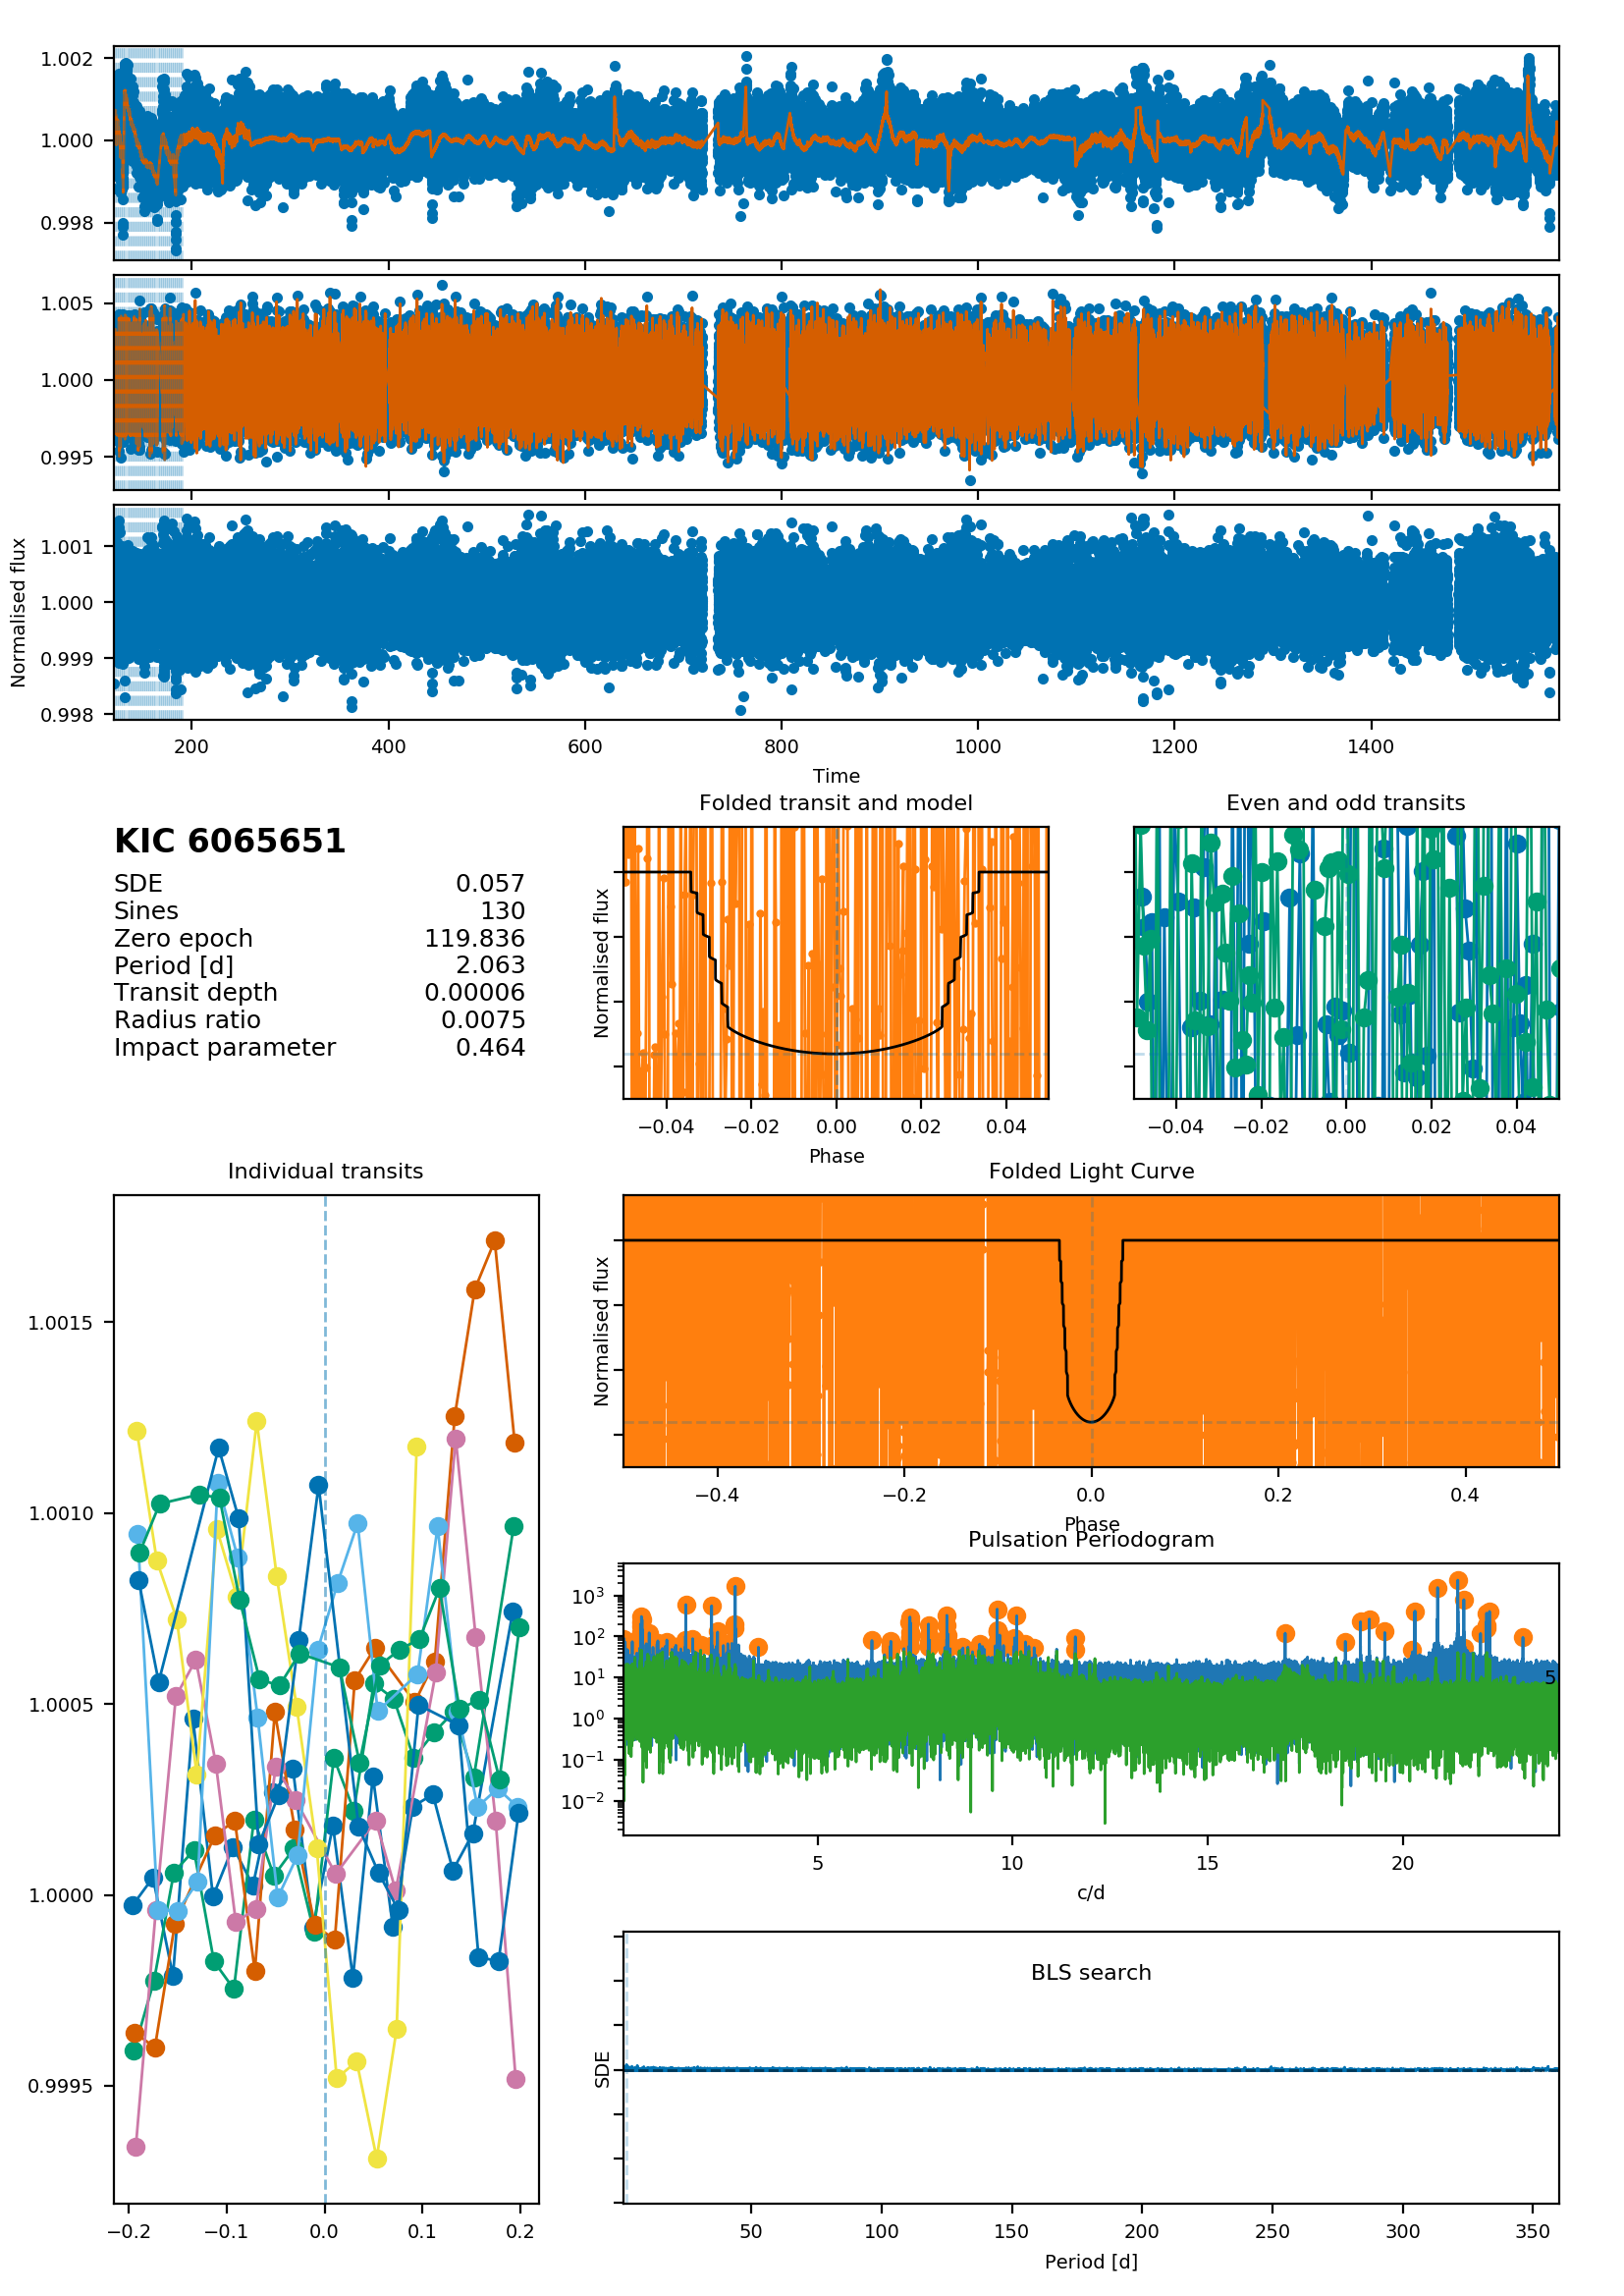 1.002
1.000
0.998
1.005
1.000
0.995
1.001
1.000
0.999
0.998
Normalised flux
200 400 600 800 1000 1200 1400
Time
KIC 6065651
SDE 0.057
Sines 130
Zero epoch 119.836
Period [d] 2.063
Transit depth 0.00006
Radius ratio 0.0075
Impact parameter 0.464
Folded transit and model
Normalised flux
−0.04 −0.02 0.00 0.02 0.04
Phase
Even and odd transits
−0.04 −0.02 0.00 0.02 0.04
Individual transits
1.0015
1.0010
1.0005
1.0000
0.9995
−0.2 −0.1 0.0 0.1 0.2
Folded Light Curve
Normalised flux
−0.4 −0.2 0.0 0.2 0.4
Phase
Pulsation Periodogram
10³
10²
10¹
10⁰
10⁻¹
10⁻²
5
5 10 15 20
c/d
BLS search
SDE
50 100 150 200 250 300 350
Period [d]